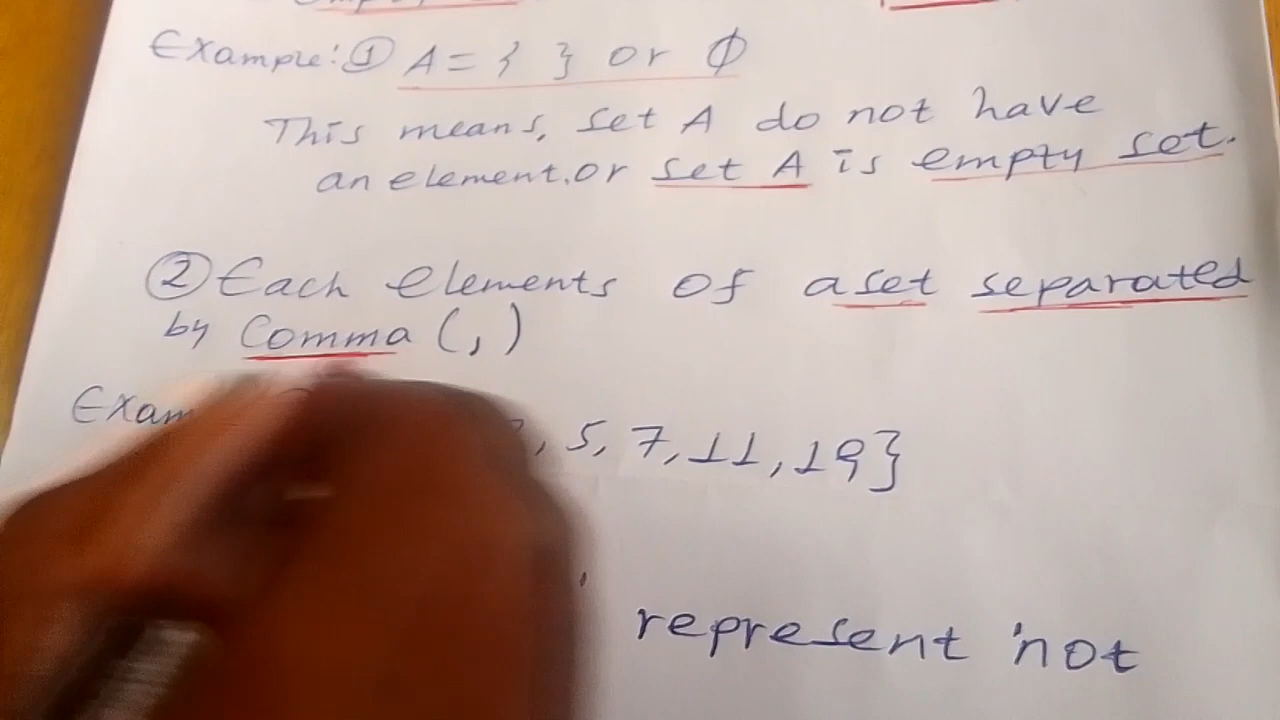 Example: ① A = { } or ϕ
This means, set A do not have
an element. or set A is empty set.
② Each elements of a set separated
by Comma (,)
Exam , 5, 7, 11, 19}
represent not